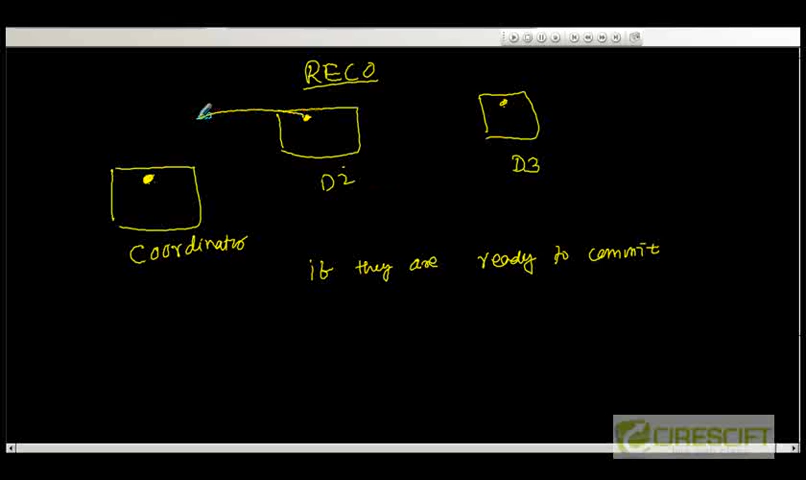 RECO
D2
D3
Coordinator
if they are ready to commit
CIRESCIFT